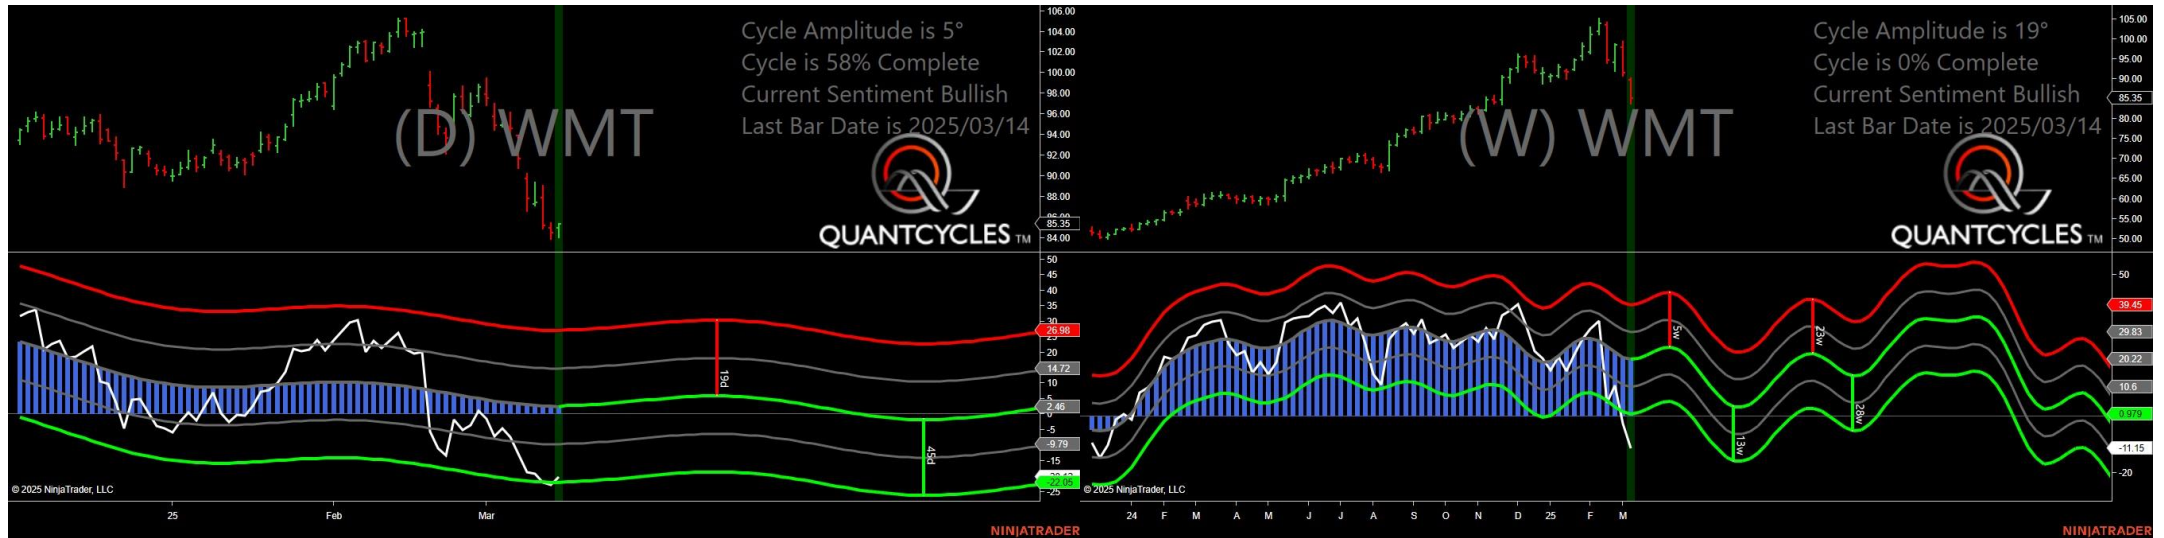 Cycle Amplitude is 5°
Cycle is 58% Complete
Current Sentiment Bullish
Last Bar Date is 2025/03/14
(D) WMT
QUANTCYCLES TM
106.00
104.00
102.00
100.00
98.00
96.00
94.00
92.00
90.00
88.00
85.35
84.00
50
45
40
35
30
26.98
20
14.72
10
5
2.46
-5
-9.79
-15
-22.05
-25
19d
45d
© 2025 NinjaTrader, LLC
25
Feb
Mar
NINJATRADER
Cycle Amplitude is 19°
Cycle is 0% Complete
Current Sentiment Bullish
Last Bar Date is 2025/03/14
(W) WMT
QUANTCYCLES TM
105.00
100.00
95.00
90.00
85.35
80.00
75.00
70.00
65.00
60.00
55.00
50.00
50
39.45
29.83
20.22
10.6
0.979
-11.15
-20
5w
23w
13w
28w
© 2025 NinjaTrader, LLC
24 F M A M J J A S O N D 25 F M
NINJATRADER